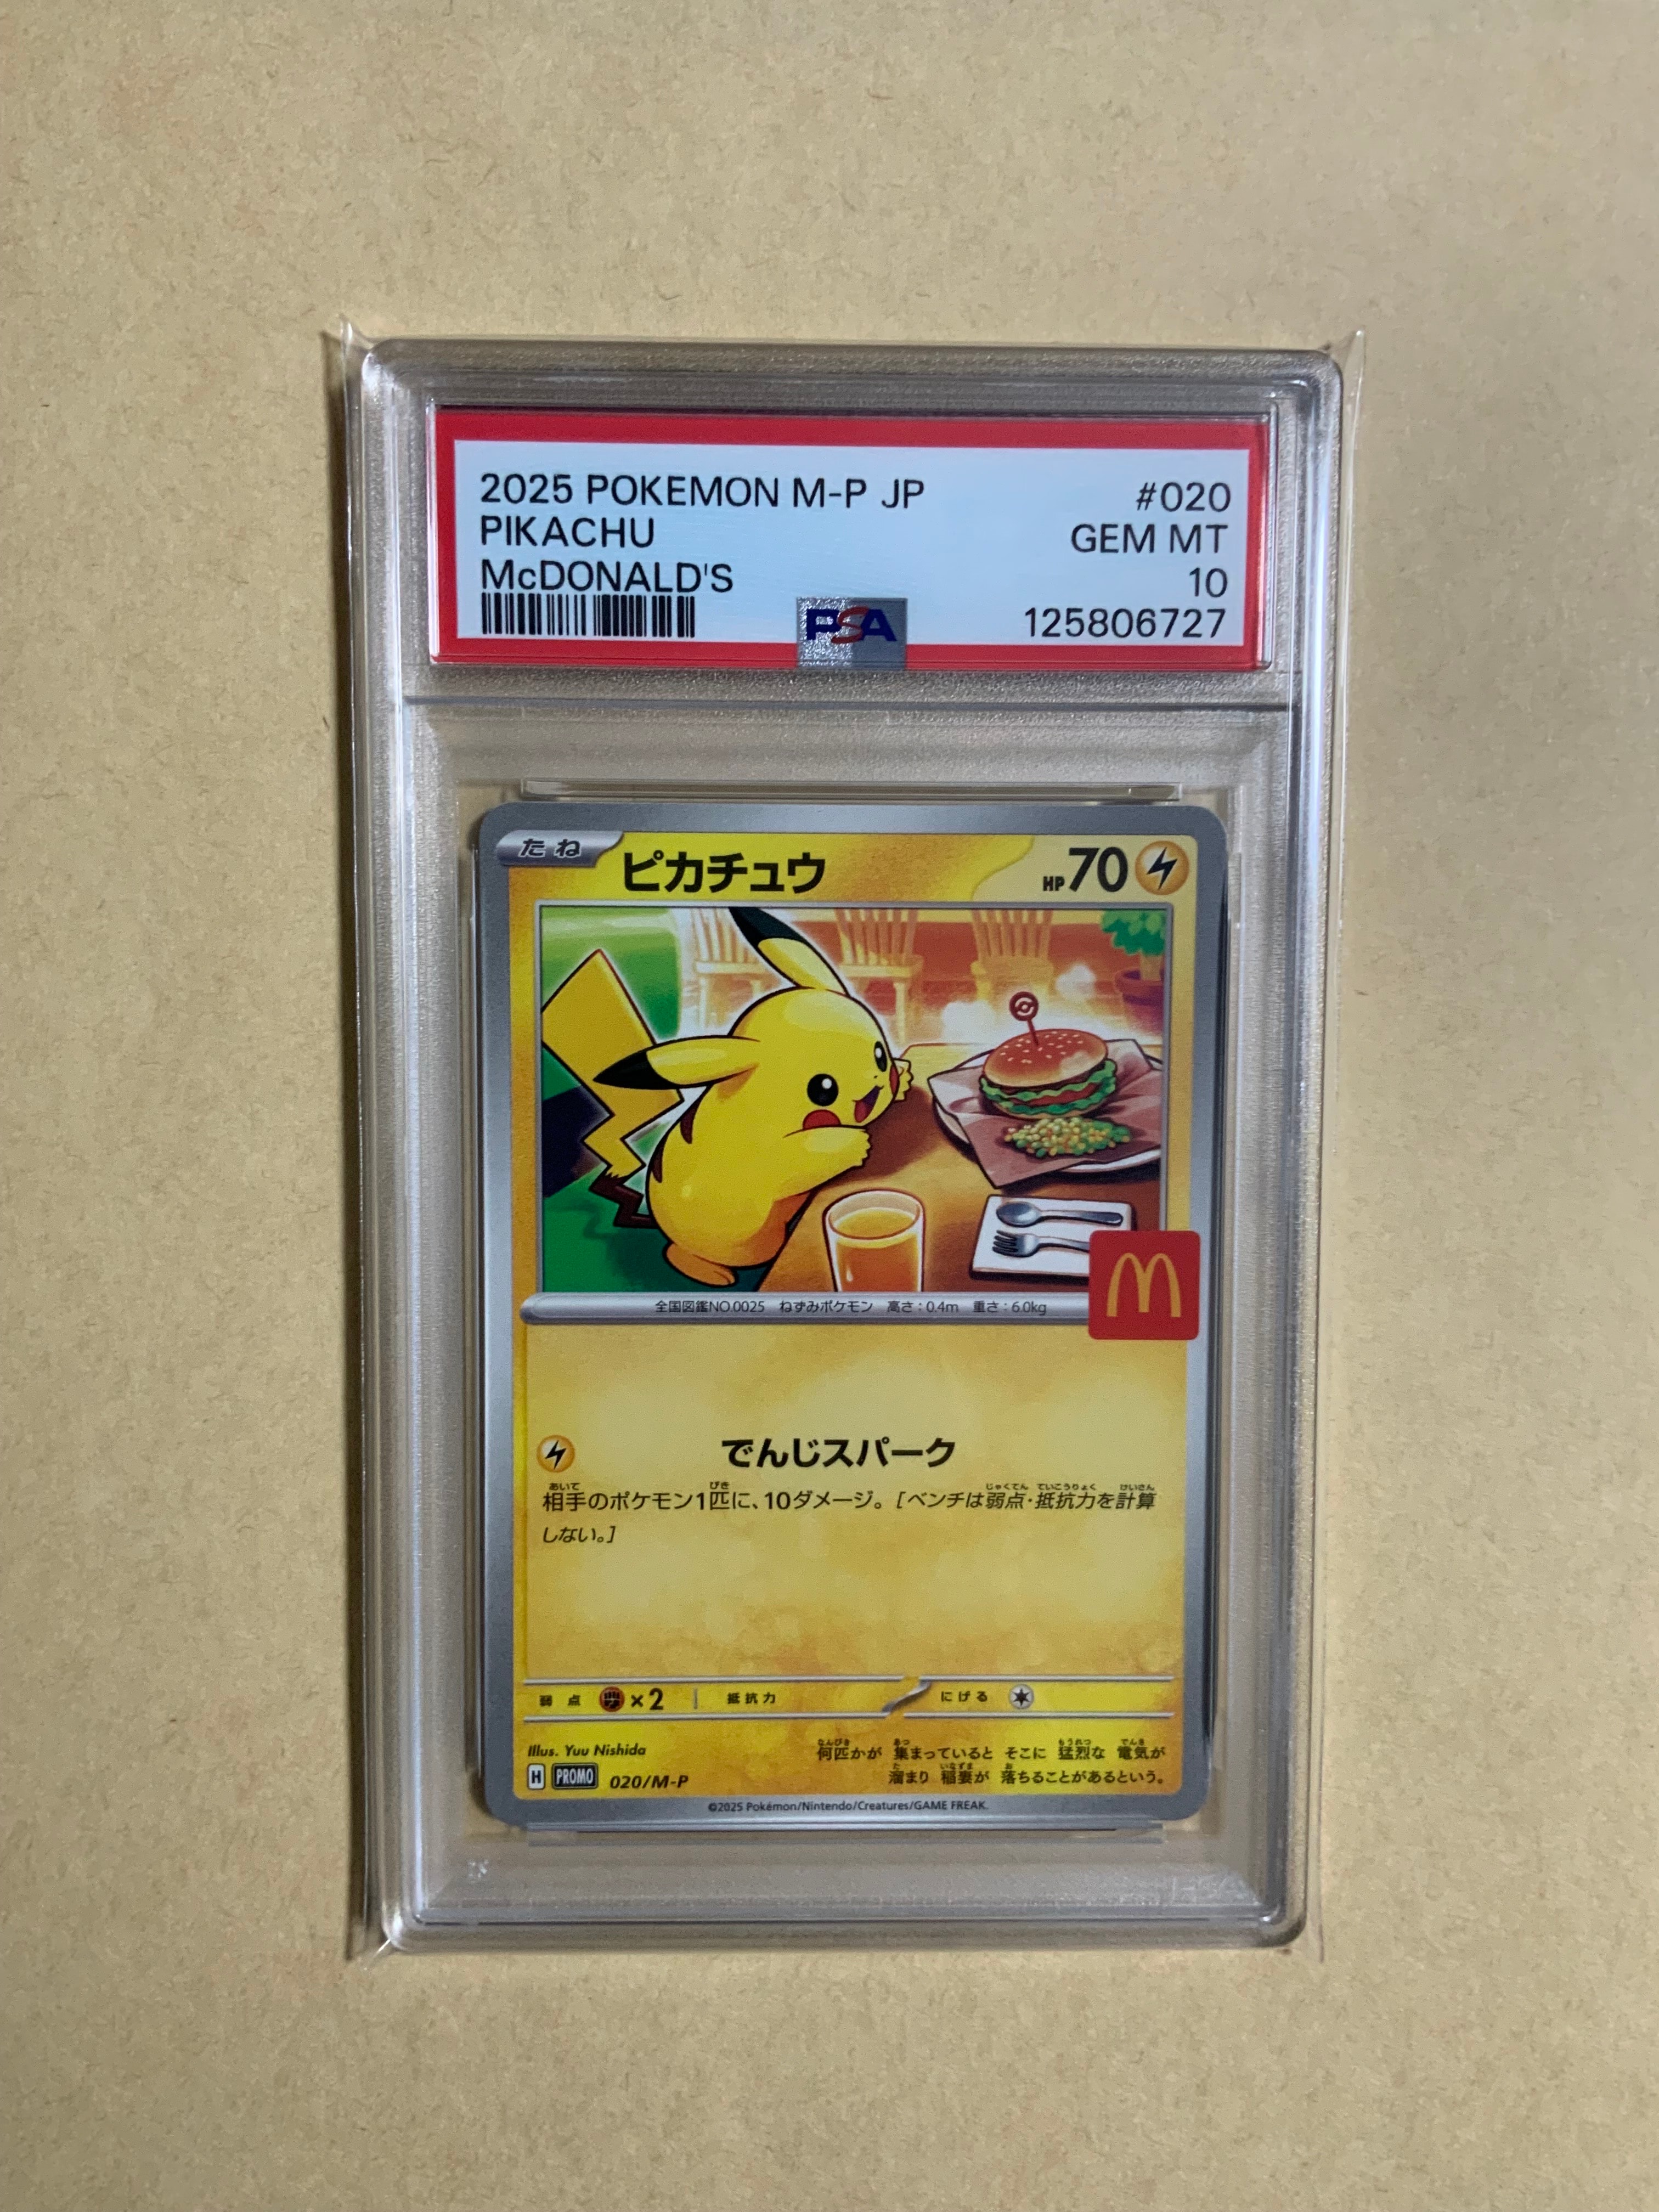 2025 POKEMON M-P JP #020
PIKACHU GEM MT
McDONALD'S 10
PSA 125806727
たね ピカチュウ HP70
全国図鑑NO.0025 ねずみポケモン 高さ：0.4m 重さ：6.0kg
M
でんじスパーク
相手のポケモン1匹に、10ダメージ。［ベンチは弱点・抵抗力を計算
しない。］
弱点 ×2 抵抗力 にげる
Illus. Yuu Nishida
H PROMO 020/M-P
何匹かが 集まっていると そこに 猛烈な 電気が
溜まり 稲妻が 落ちることがあるという。
©2025 Pokémon/Nintendo/Creatures/GAME FREAK.